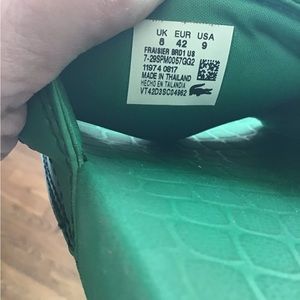 UK EUR USA
8 42 9
FRAISIER BRD1 US
7-29SPM0057GG2
11974 0817
MADE IN THAILAND
HECHO EN TAILANDIA
VT42D3SC04962